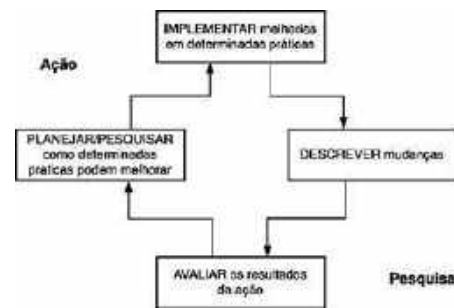 IMPLEMENTAR melhorias
em determinadas práticas
Ação
PLANEJAR/PESQUISAR
como determinadas
práticas podem melhorar
DESCREVER mudanças
AVALIAR os resultados
da ação
Pesquisa